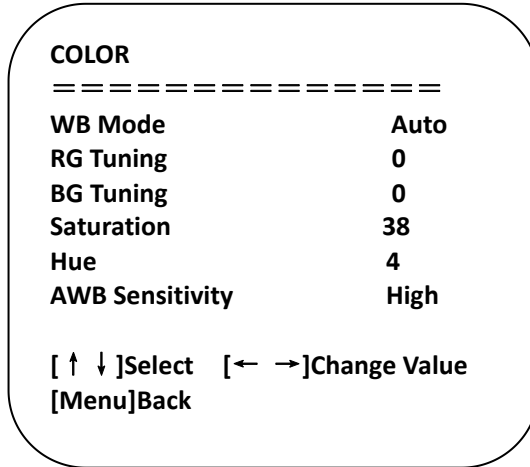 COLOR
==============
WB Mode Auto
RG Tuning 0
BG Tuning 0
Saturation 38
Hue 4
AWB Sensitivity High
[↑ ↓]Select [← →]Change Value
[Menu]Back